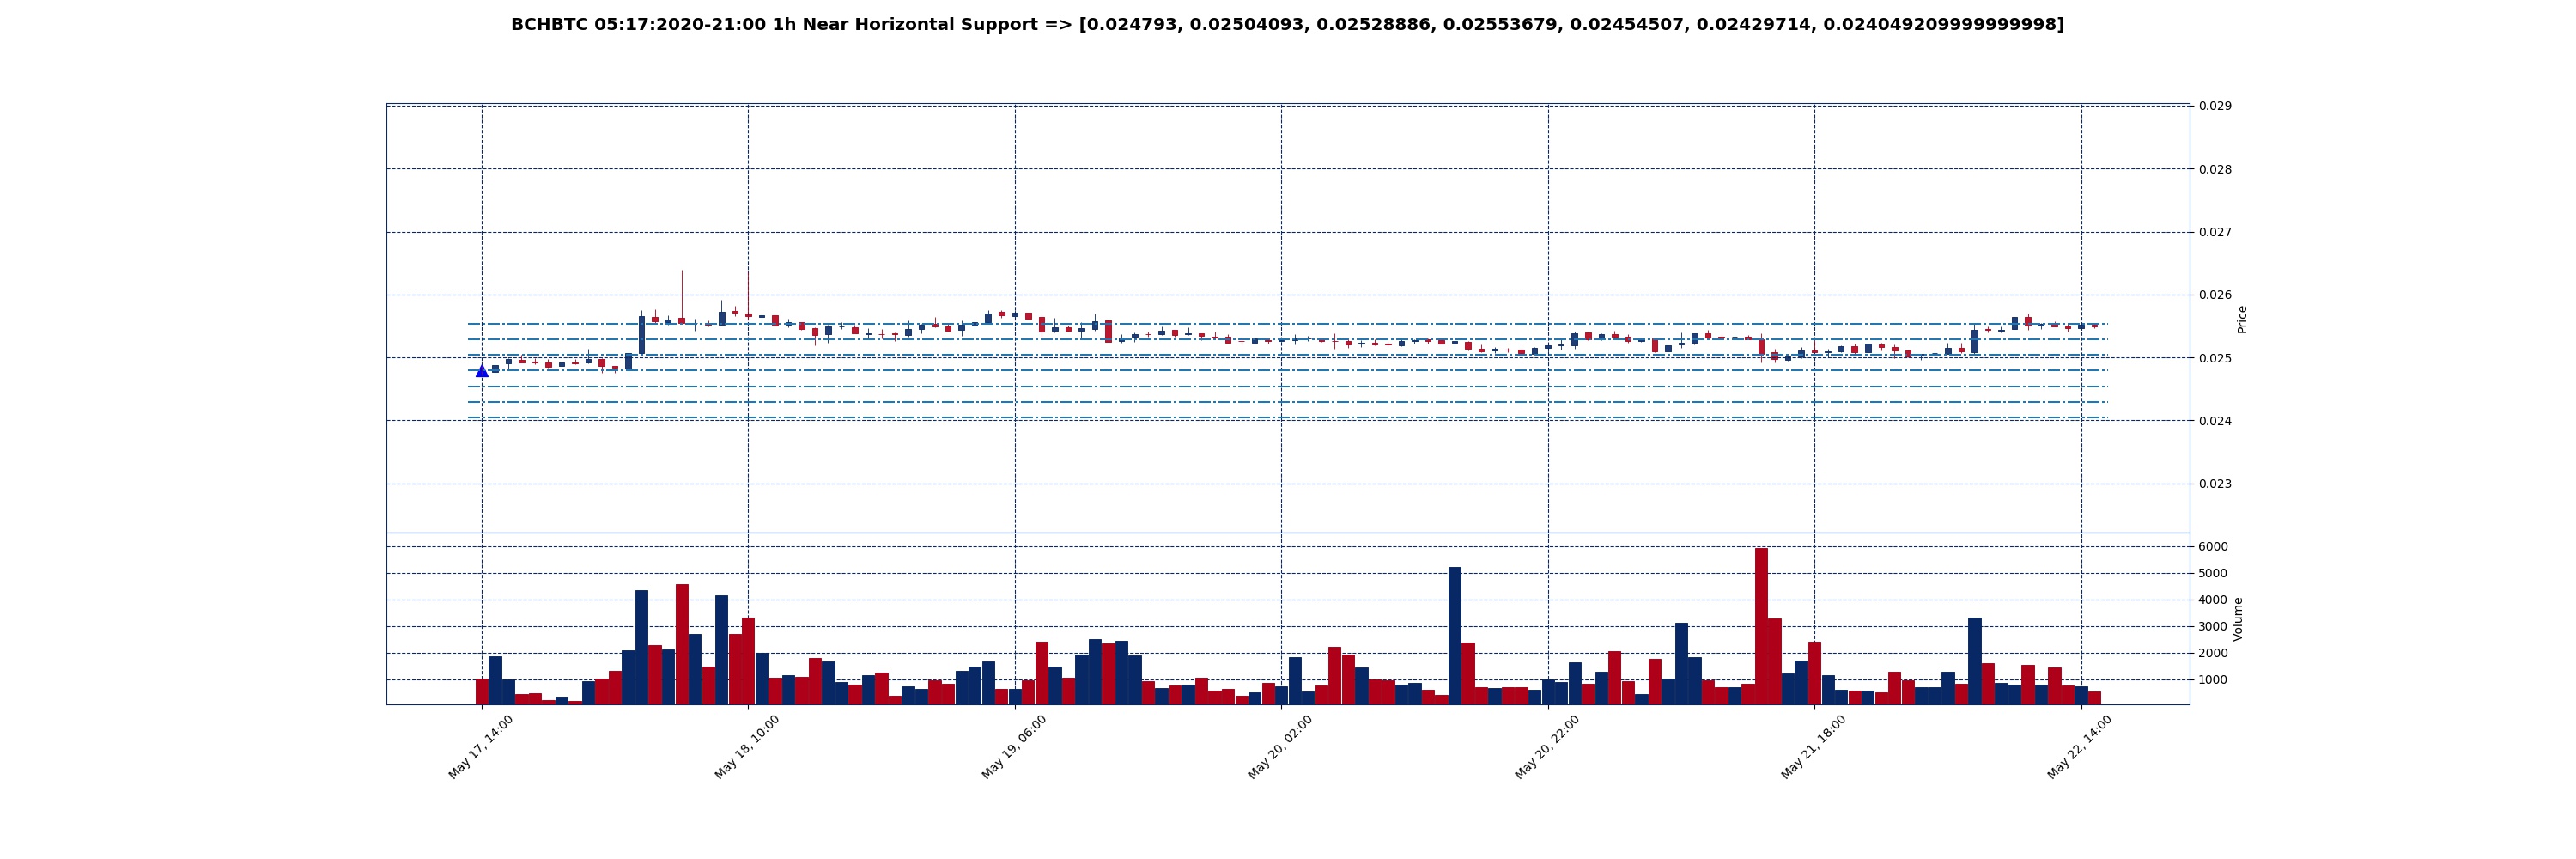 BCHBTC 05:17:2020-21:00 1h Near Horizontal Support => [0.024793, 0.02504093, 0.02528886, 0.02553679, 0.02454507, 0.02429714, 0.024049209999999998]
0.029
0.028
0.027
0.026
0.025
0.024
0.023
Price
6000
5000
4000
3000
2000
1000
Volume
May 17, 14:00
May 18, 10:00
May 19, 06:00
May 20, 02:00
May 20, 22:00
May 21, 18:00
May 22, 14:00